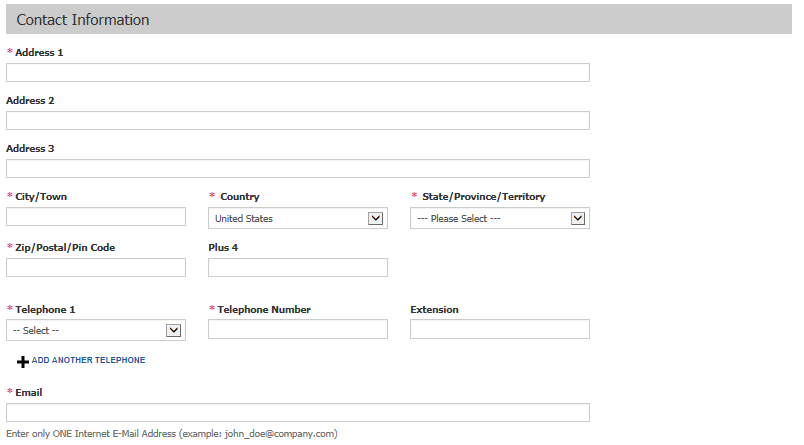 Contact Information
* Address 1
Address 2
Address 3
* City/Town * Country * State/Province/Territory
United States --- Please Select ---
* Zip/Postal/Pin Code Plus 4
* Telephone 1 * Telephone Number Extension
-- Select --
ADD ANOTHER TELEPHONE
* Email
Enter only ONE Internet E-Mail Address (example: john_doe@company.com)